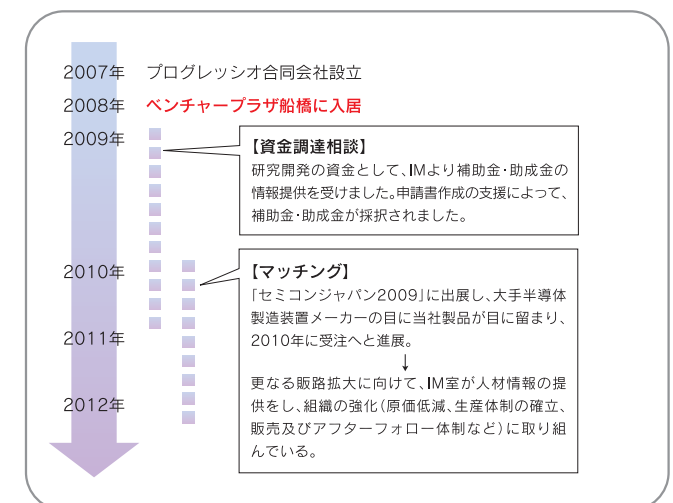 2007年 プログレッシオ合同会社設立
2008年 ベンチャープラザ船橋に入居
2009年
【資金調達相談】
研究開発の資金として、IMより補助金・助成金の
情報提供を受けました。申請書作成の支援によって、
補助金・助成金が採択されました。
2010年
【マッチング】
「セミコンジャパン2009」に出展し、大手半導体
製造装置メーカーの目に当社製品が目に留まり、
2010年に受注へと進展。
2011年
↓
更なる販路拡大に向けて、IM室が人材情報の提
供をし、組織の強化(原価低減、生産体制の確立、
販売及びアフターフォロー体制など)に取り組
んでいる。
2012年